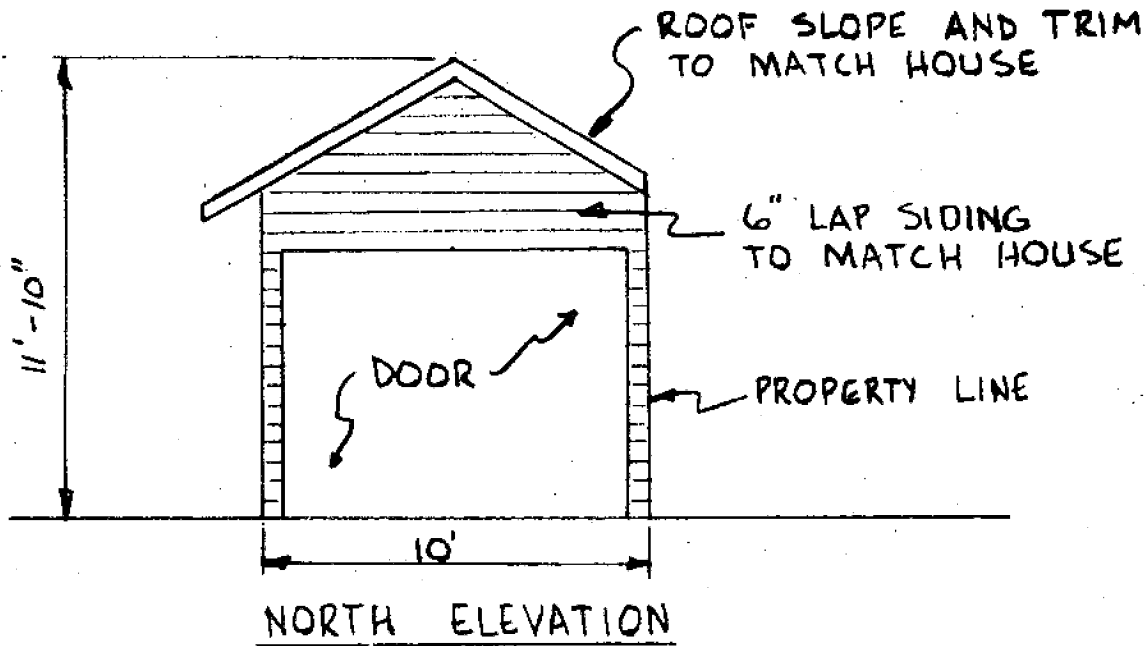 ROOF SLOPE AND TRIM
TO MATCH HOUSE
6" LAP SIDING
TO MATCH HOUSE
11'-10"
DOOR
PROPERTY LINE
10'
NORTH ELEVATION